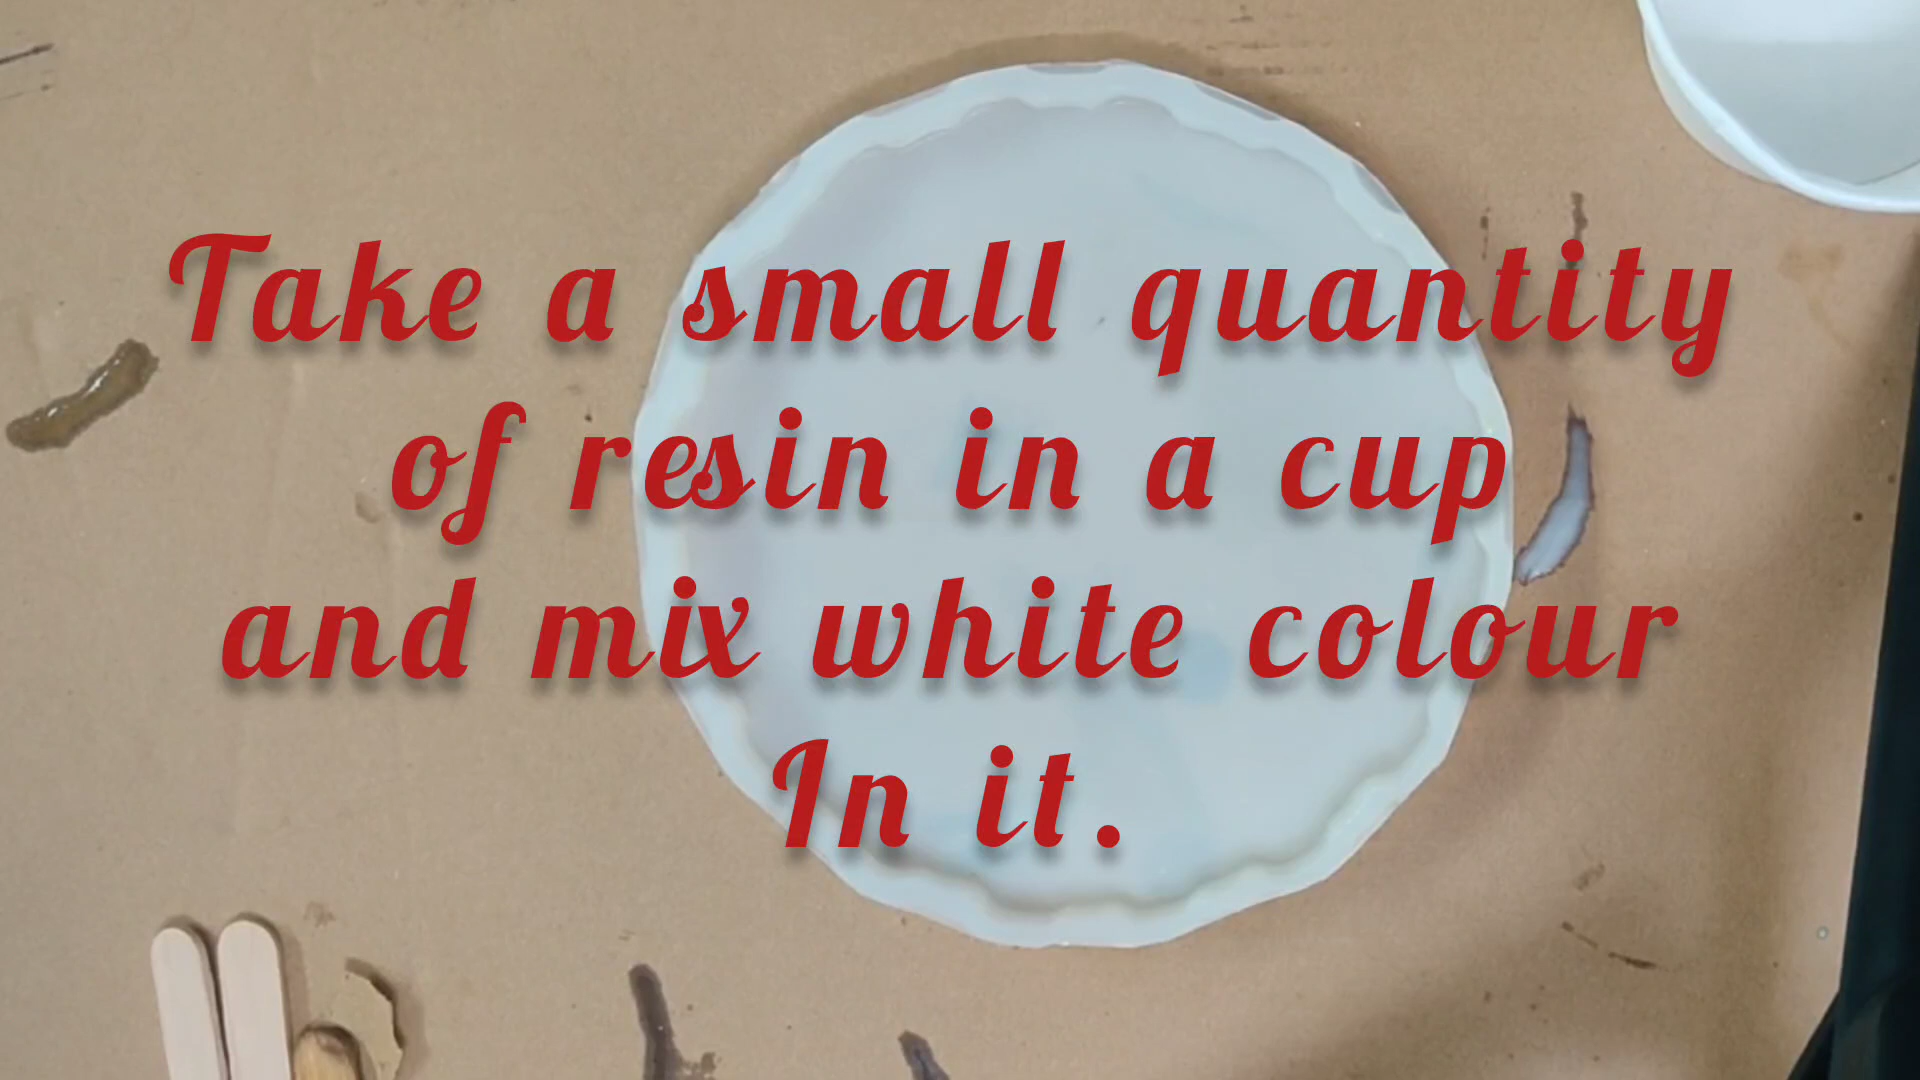 Take a small quantity
of resin in a cup
and mix white colour
In it.